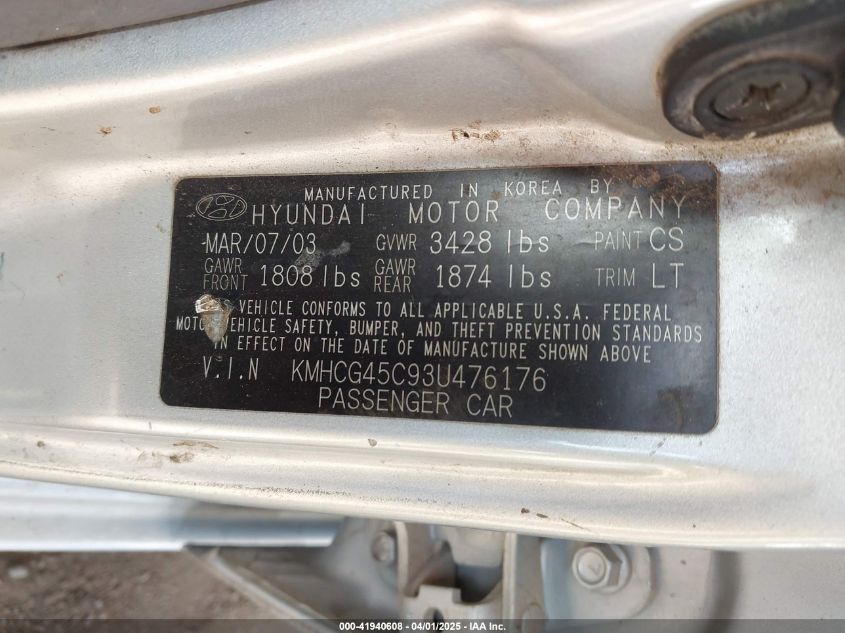 MANUFACTURED IN KOREA BY
HYUNDAI MOTOR COMPANY
MAR/07/03 GVWR 3428 lbs PAINT CS
GAWR FRONT 1808 lbs GAWR REAR 1874 lbs TRIM LT
VEHICLE CONFORMS TO ALL APPLICABLE U.S.A. FEDERAL
MOTOR VEHICLE SAFETY, BUMPER, AND THEFT PREVENTION STANDARDS
IN EFFECT ON THE DATE OF MANUFACTURE SHOWN ABOVE
V.I.N KMHCG45C93U476176
PASSENGER CAR
000-41940608 - 04/01/2025 - IAA Inc.